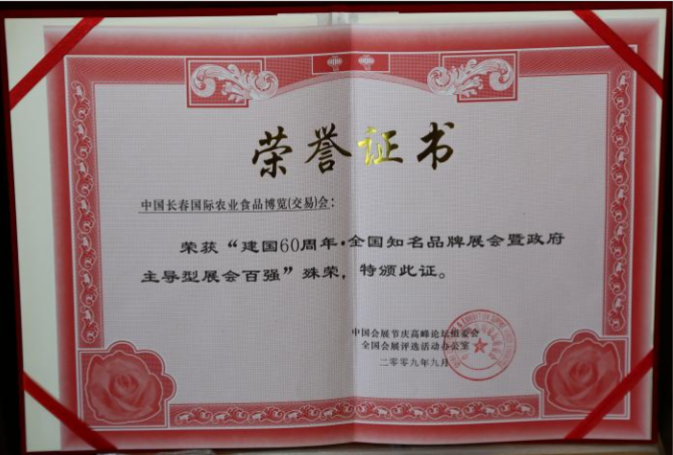 荣誉证书
中国长春国际农业食品博览(交易)会:
荣获“建国60周年·全国知名品牌展会暨政府
主导型展会百强”殊荣，特颁此证。
中国会展节庆高峰论坛组委会
全国会展评选活动办公室
二零零九年九月